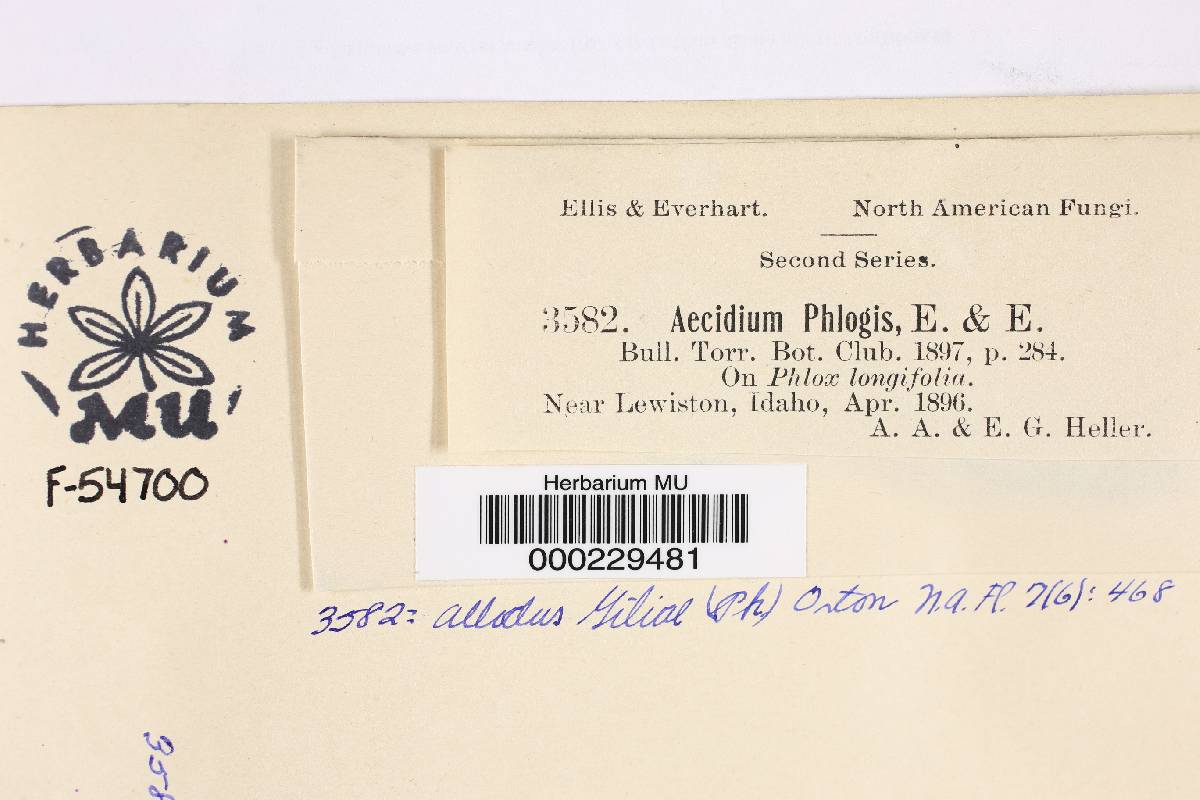 HERBARIUM
MU
F-54700
Ellis & Everhart. North American Fungi.
Second Series.
3582. Aecidium Phlogis, E. & E.
Bull. Torr. Bot. Club. 1897, p. 284.
On Phlox longifolia.
Near Lewiston, Idaho, Apr. 1896.
A. A. & E. G. Heller.
Herbarium MU
000229481
3582 = Allodus Giliae (Ph) Orton N.A.Fl. 7(6): 468
358